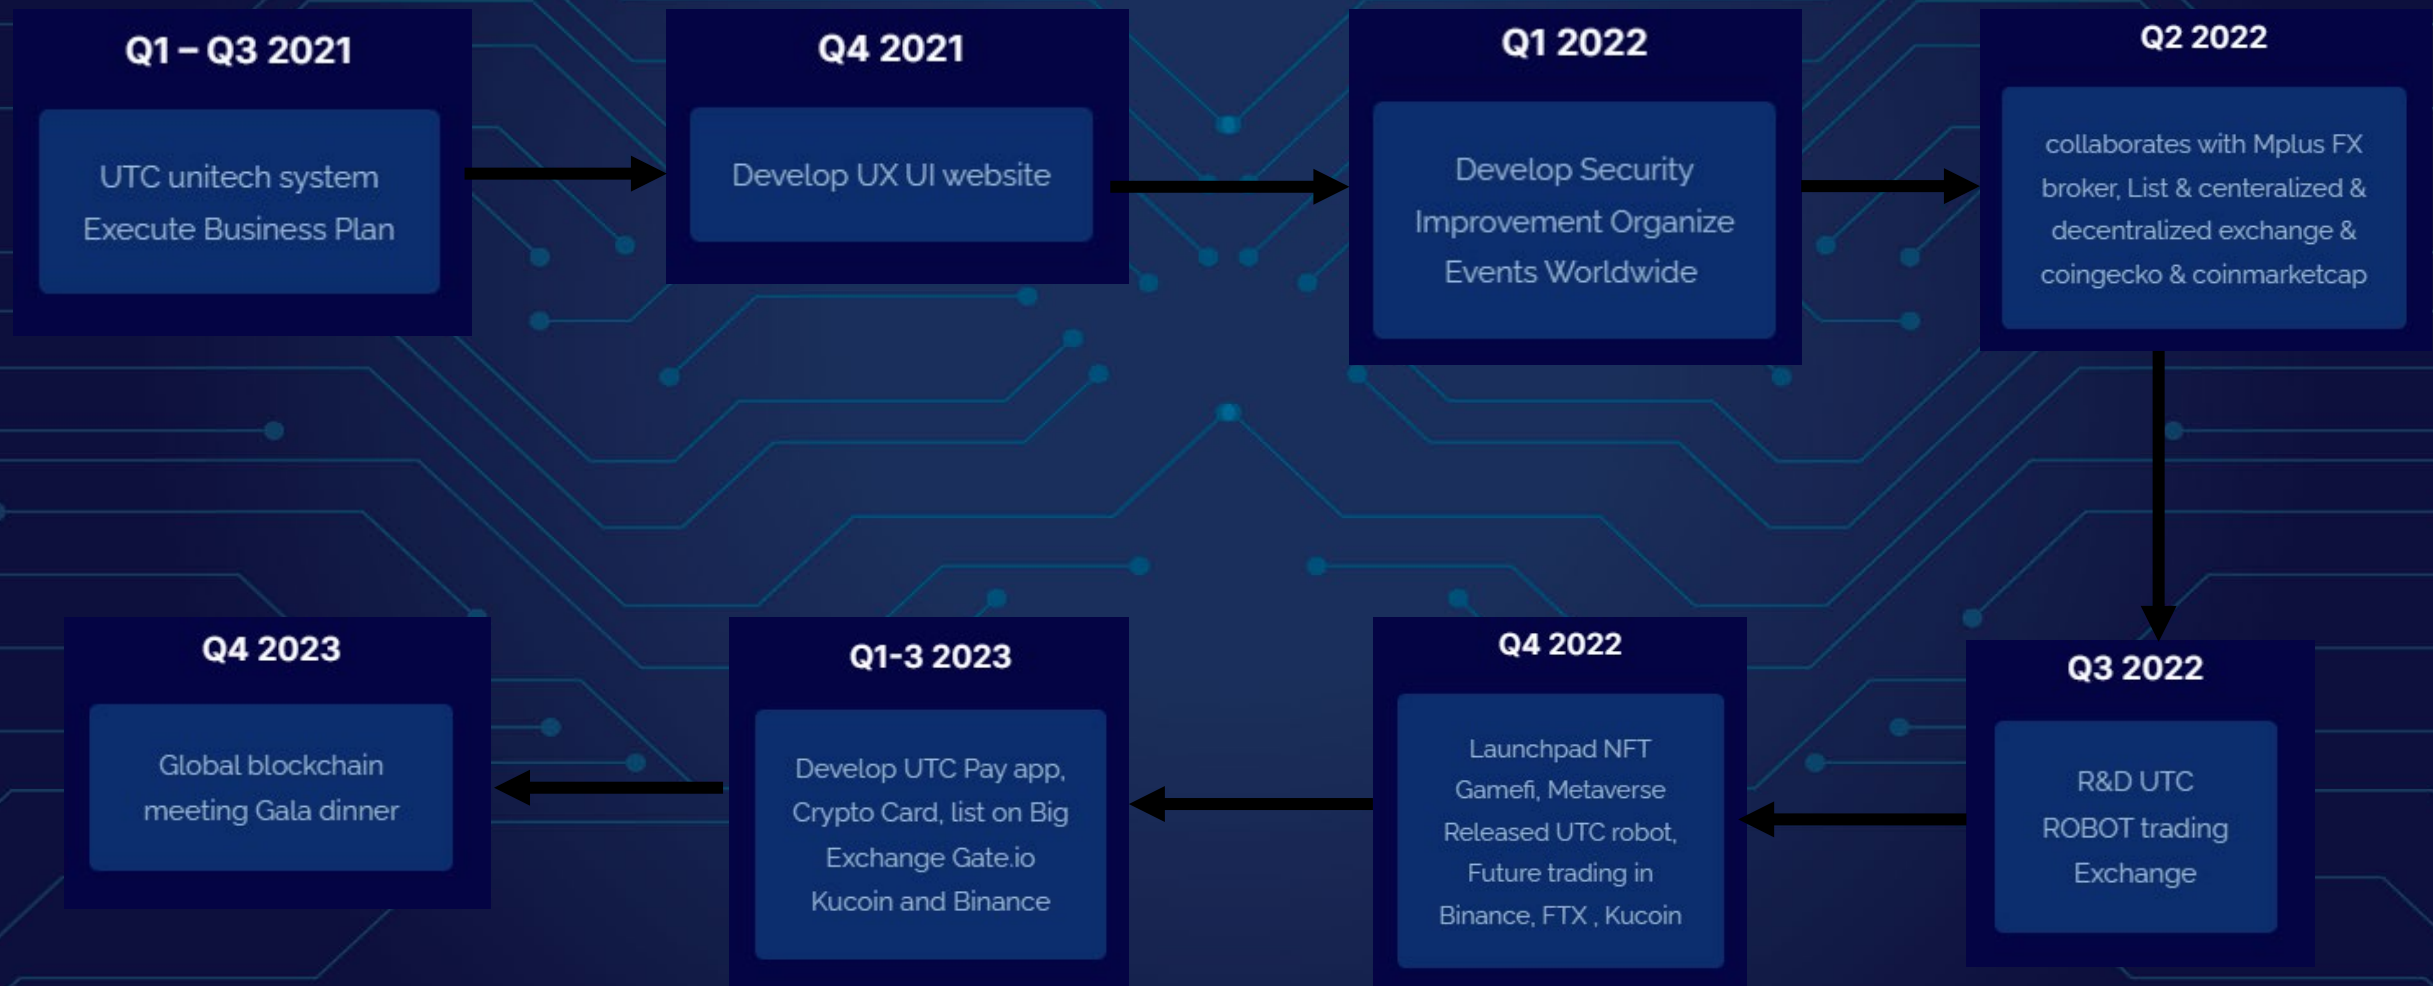 Q1 – Q3 2021
UTC unitech system
Execute Business Plan
Q4 2021
Develop UX UI website
Q1 2022
Develop Security
Improvement Organize
Events Worldwide
Q2 2022
collaborates with Mplus FX
broker, List & centeralized &
decentralized exchange &
coingecko & coinmarketcap
Q3 2022
R&D UTC
ROBOT trading
Exchange
Q4 2022
Launchpad NFT
Gamefi, Metaverse
Released UTC robot,
Future trading in
Binance, FTX , Kucoin
Q1-3 2023
Develop UTC Pay app,
Crypto Card, list on Big
Exchange Gate.io
Kucoin and Binance
Q4 2023
Global blockchain
meeting Gala dinner